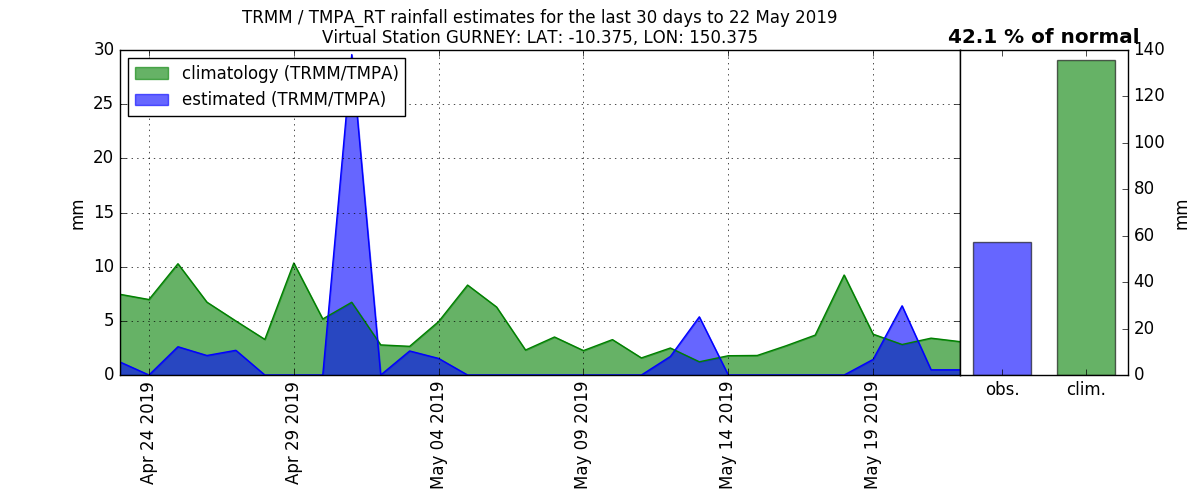 TRMM / TMPA_RT rainfall estimates for the last 30 days to 22 May 2019
Virtual Station GURNEY: LAT: -10.375, LON: 150.375
42.1 % of normal
climatology (TRMM/TMPA)
estimated (TRMM/TMPA)
mm
30
25
20
15
10
5
0
Apr 24 2019
Apr 29 2019
May 04 2019
May 09 2019
May 14 2019
May 19 2019
obs.
clim.
140
120
100
80
60
40
20
0
mm